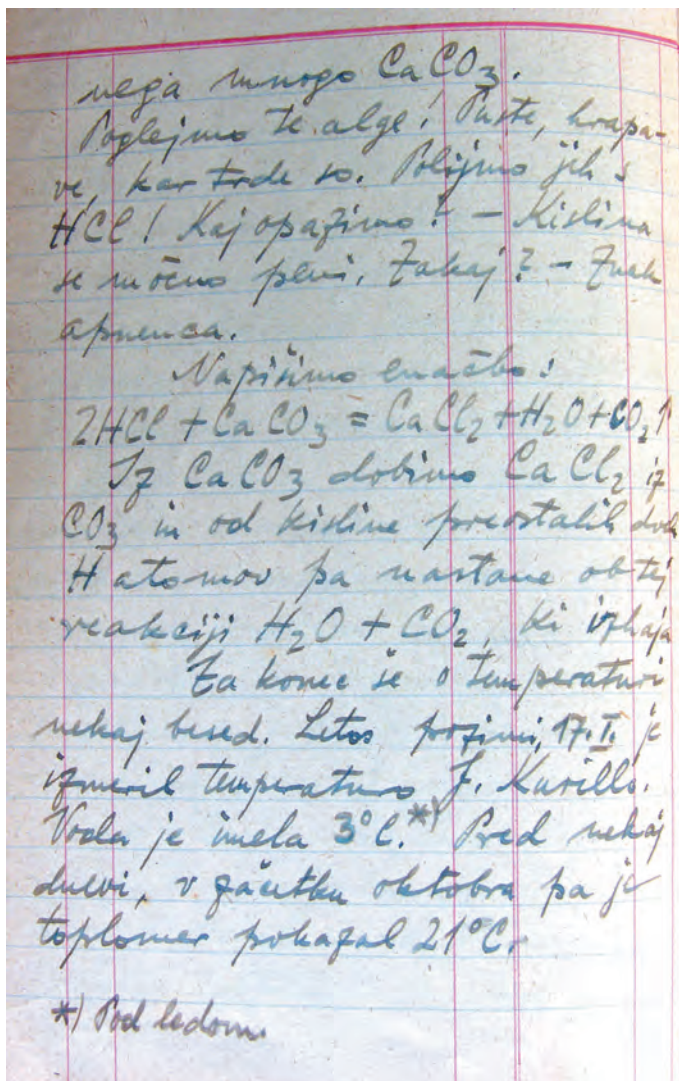 nega mnogo CaCO₃.
Poglejmo te alge! Puste, hrapa-
ve, kar trde so. Polijmo jih s
HCl! Kaj opazimo? – Kislina
se močno peni. Zakaj? – Znak
apnenca.
Napišimo enačbo:
2HCl + CaCO₃ = CaCl₂ + H₂O + CO₂↑
Iz CaCO₃ dobimo CaCl₂ iz
CO₃ in od kisline preostalih dveh
H atomov pa nastane ob tej
reakciji H₂O + CO₂, ki izhaja
Za konec še o temperaturi
nekaj besed. Letos pozimi, 17. I. je
izmeril temperaturo J. Kurillo.
Voda je imela 3°C.*) Pred nekaj
dnevi, v začetku oktobra pa je
toplomer pokazal 21°C.
*) Pod ledom.